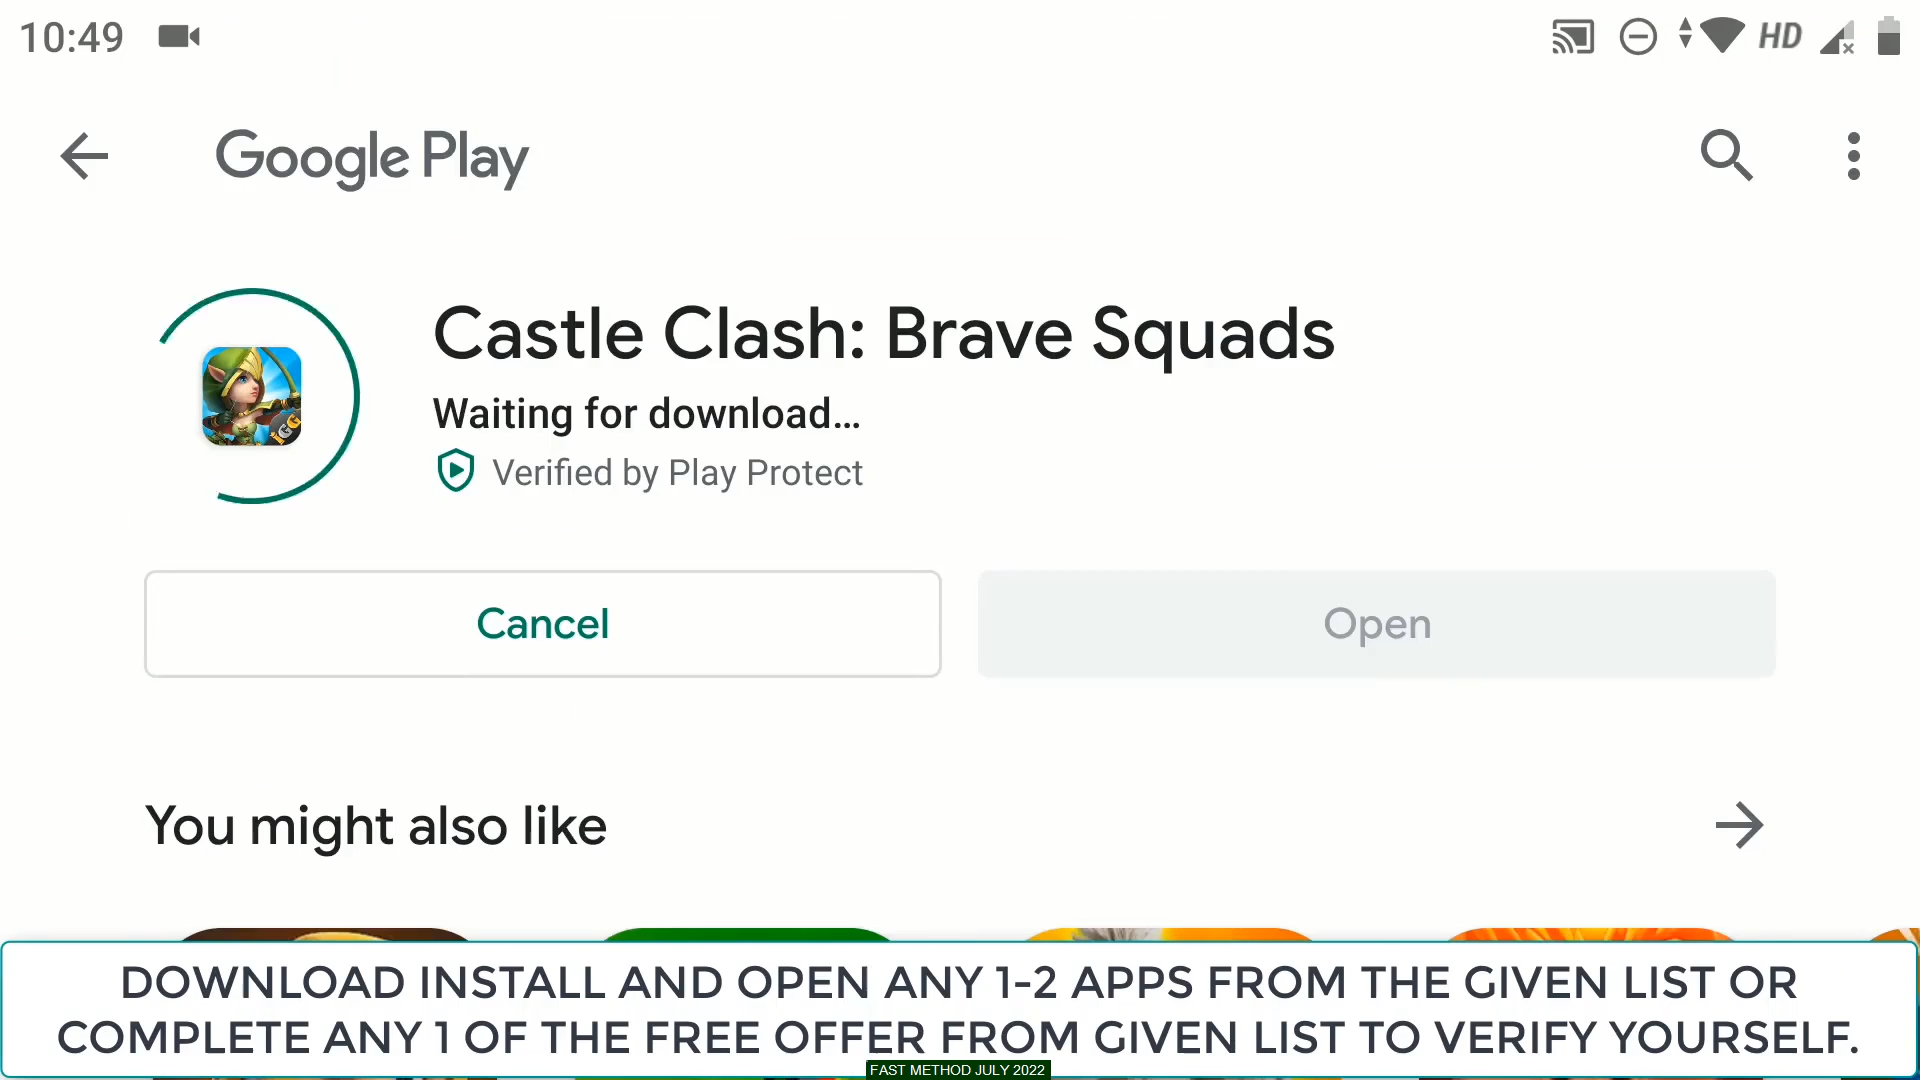 10:49
HD
Google Play
Castle Clash: Brave Squads
Waiting for download...
IGG
Verified by Play Protect
Cancel
Open
You might also like
DOWNLOAD INSTALL AND OPEN ANY 1-2 APPS FROM THE GIVEN LIST OR
COMPLETE ANY 1 OF THE FREE OFFER FROM GIVEN LIST TO VERIFY YOURSELF.
FAST METHOD JULY 2022